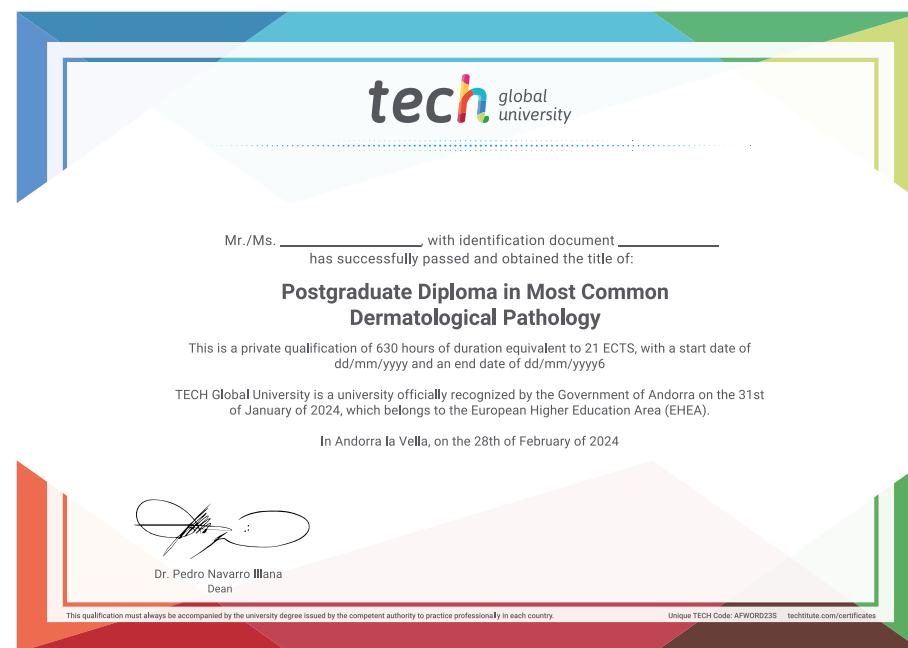 tech global university
Mr./Ms. ____________, with identification document ____________
has successfully passed and obtained the title of:
Postgraduate Diploma in Most Common
Dermatological Pathology
This is a private qualification of 630 hours of duration equivalent to 21 ECTS, with a start date of
dd/mm/yyyy and an end date of dd/mm/yyyy6
TECH Global University is a university officially recognized by the Government of Andorra on the 31st
of January of 2024, which belongs to the European Higher Education Area (EHEA).
In Andorra la Vella, on the 28th of February of 2024
Dr. Pedro Navarro Illana
Dean
This qualification must always be accompanied by the university degree issued by the competent authority to practice professionally in each country.
Unique TECH Code: AFWORD23S techtitute.com/certificates